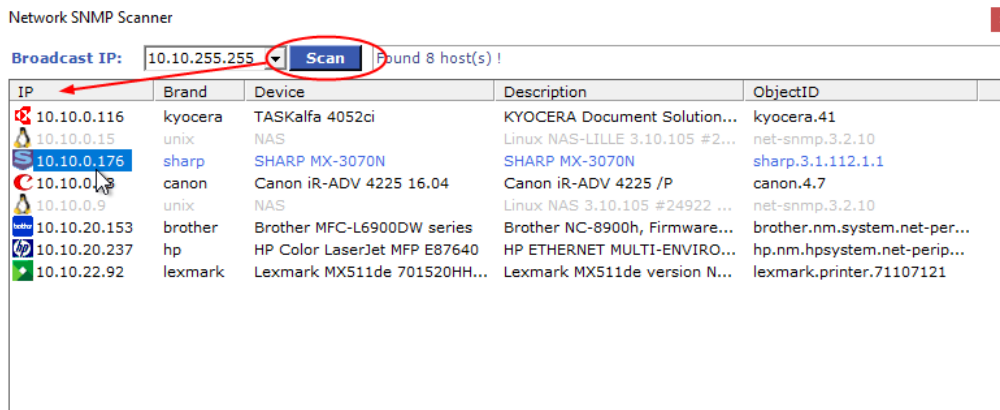 Network SNMP Scanner
Broadcast IP: 10.10.255.255 Scan Found 8 host(s) !
IP Brand Device Description ObjectID
10.10.0.116 kyocera TASKalfa 4052ci KYOCERA Document Solution... kyocera.41
10.10.0.15 unix NAS Linux NAS-LILLE 3.10.105 #2... net-snmp.3.2.10
10.10.0.176 sharp SHARP MX-3070N SHARP MX-3070N sharp.3.1.112.1.1
canon Canon iR-ADV 4225 16.04 Canon iR-ADV 4225 /P canon.4.7
10.10.0.9 unix NAS Linux NAS 3.10.105 #24922 ... net-snmp.3.2.10
brother 10.10.20.153 brother Brother MFC-L6900DW series Brother NC-8900h, Firmware... brother.nm.system.net-per...
hp 10.10.20.237 hp HP Color LaserJet MFP E87640 HP ETHERNET MULTI-ENVIRO... hp.nm.hpsystem.net-perip...
10.10.22.92 lexmark Lexmark MX511de 701520HH... Lexmark MX511de version N... lexmark.printer.71107121